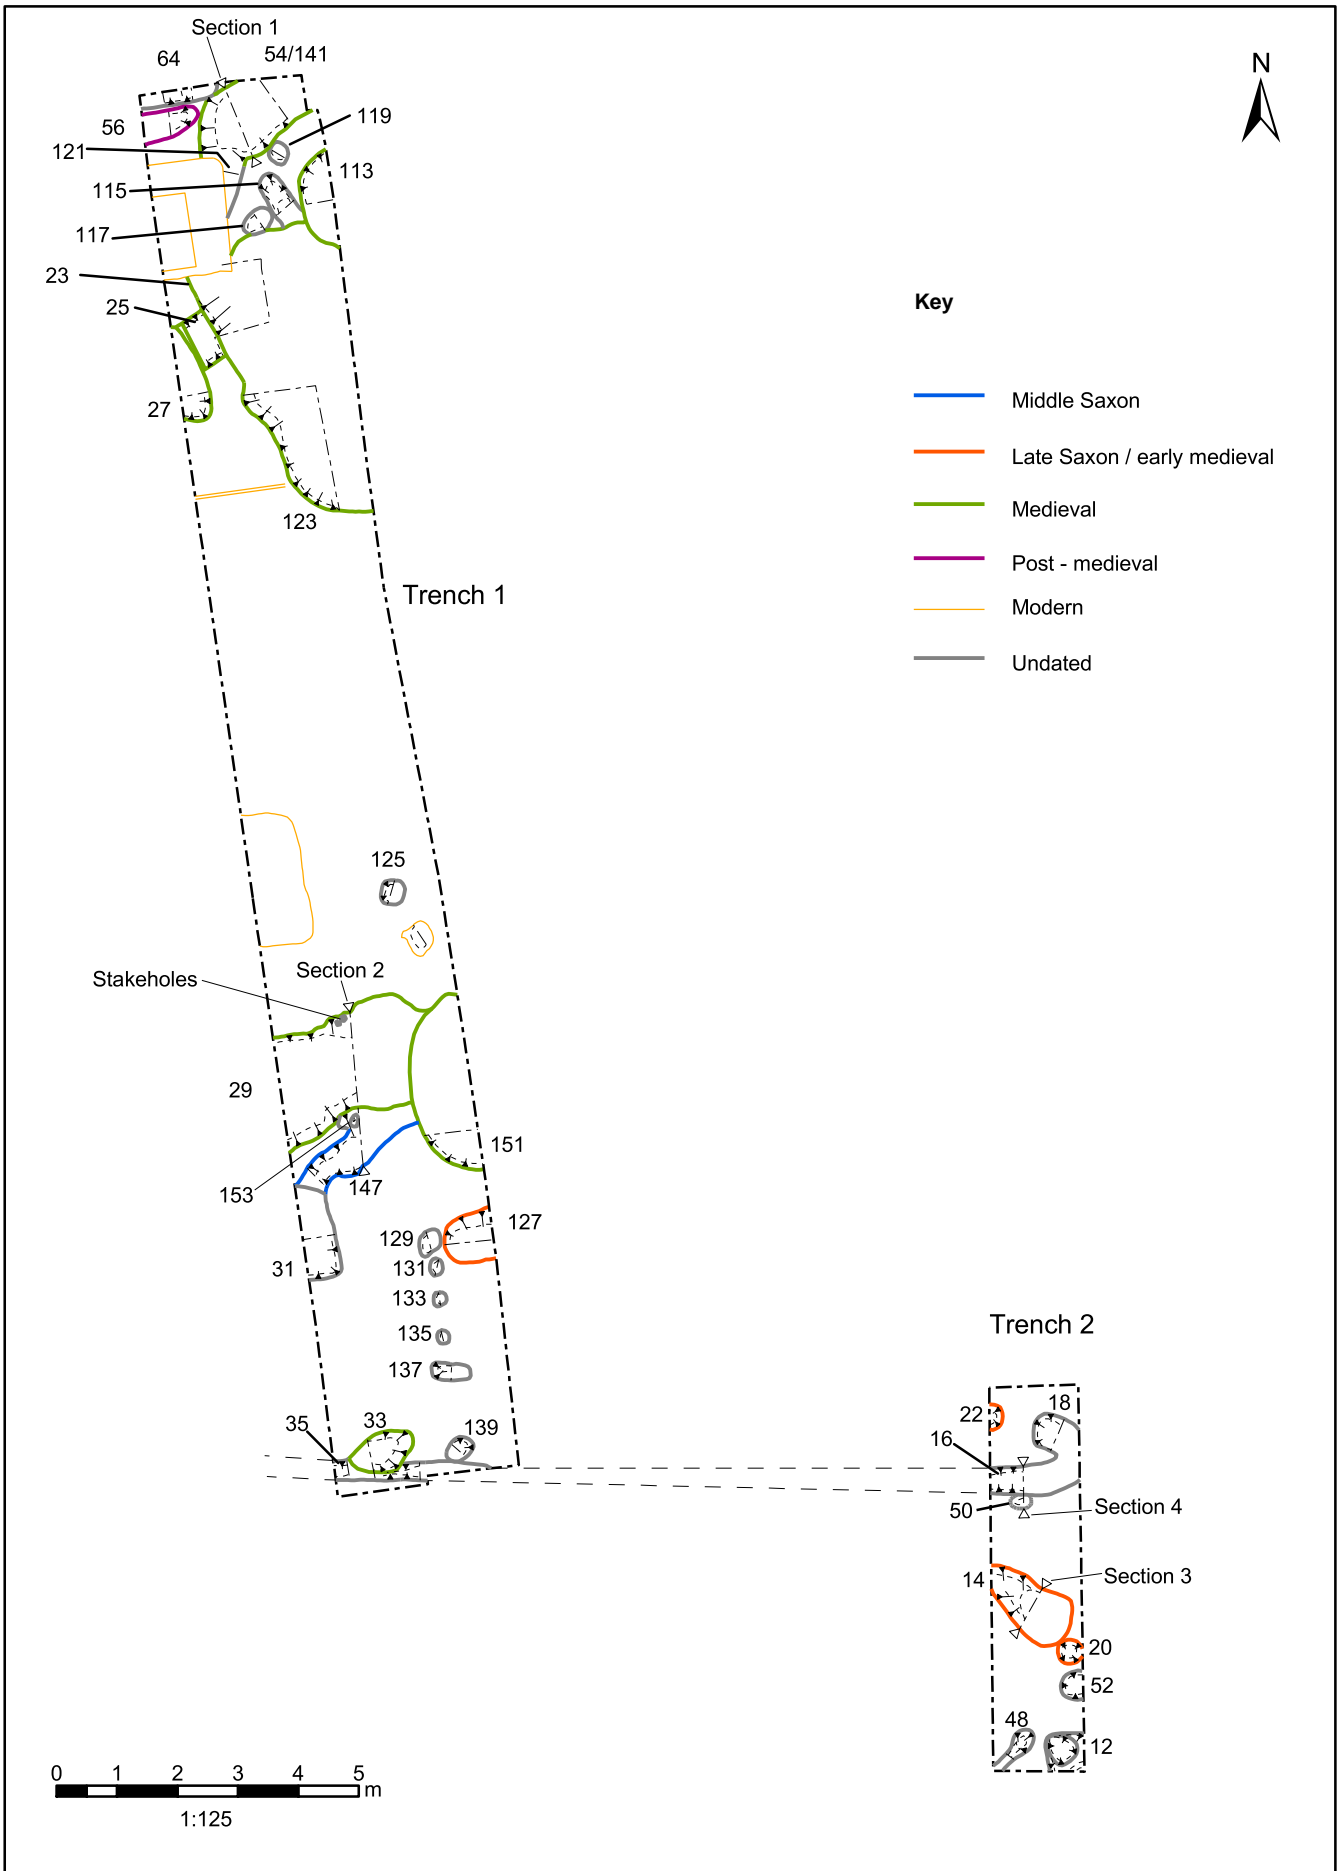 Section 1
64
54/141
N
56
119
121
113
115
117
23
25
Key
27
Middle Saxon
Late Saxon / early medieval
Medieval
123
Post - medieval
Trench 1
Modern
Undated
125
Stakeholes
Section 2
29
151
153
147
127
129
31
131
133
135
137
Trench 2
35
33
139
22
18
16
50
Section 4
14
Section 3
20
52
48
12
0 1 2 3 4 5
m
1:125